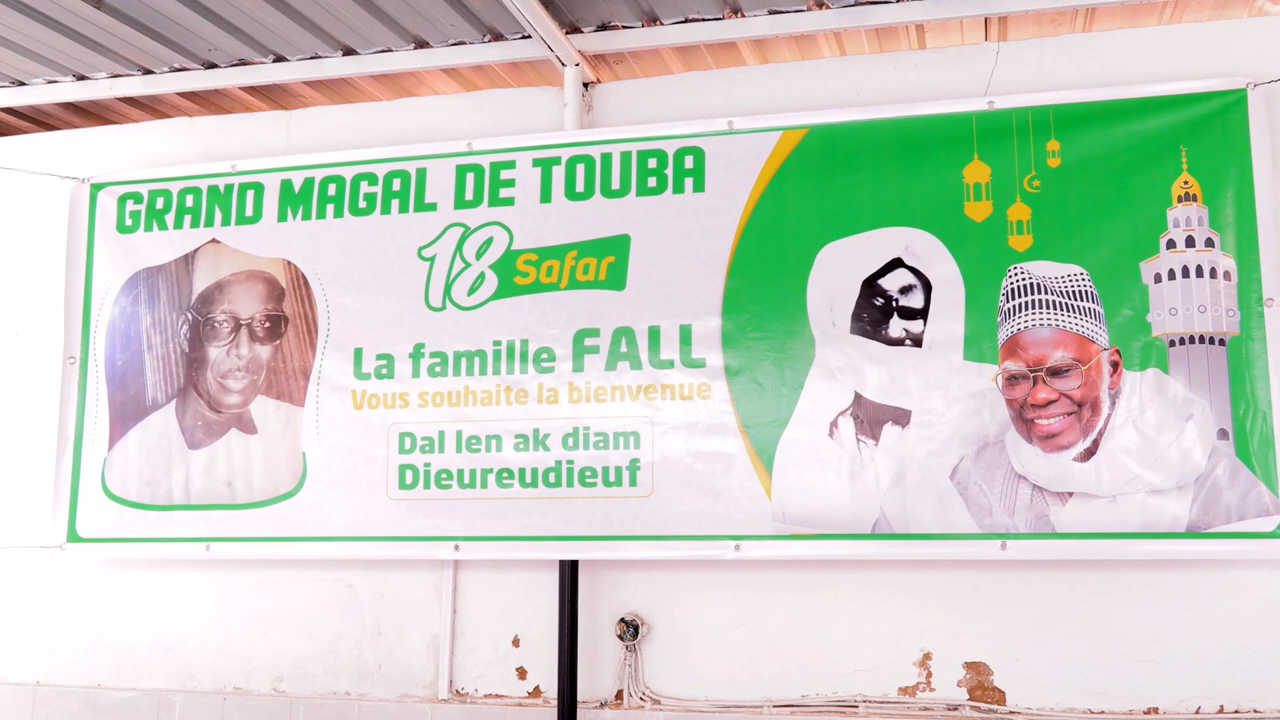 GRAND MAGAL DE TOUBA
18 Safar
La famille FALL
Vous souhaite la bienvenue
Dal len ak diam
Dieureudieuf